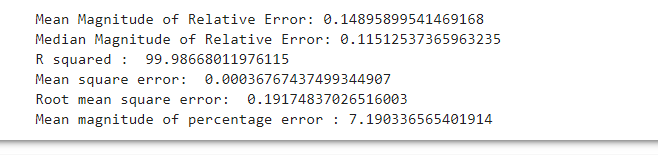 Mean Magnitude of Relative Error: 0.14895899541469168
Median Magnitude of Relative Error: 0.11512537365963235
R squared :  99.98668011976115
Mean square error:  0.00036767437499344907
Root mean square error:  0.19174837026516003
Mean magnitude of percentage error : 7.190336565401914